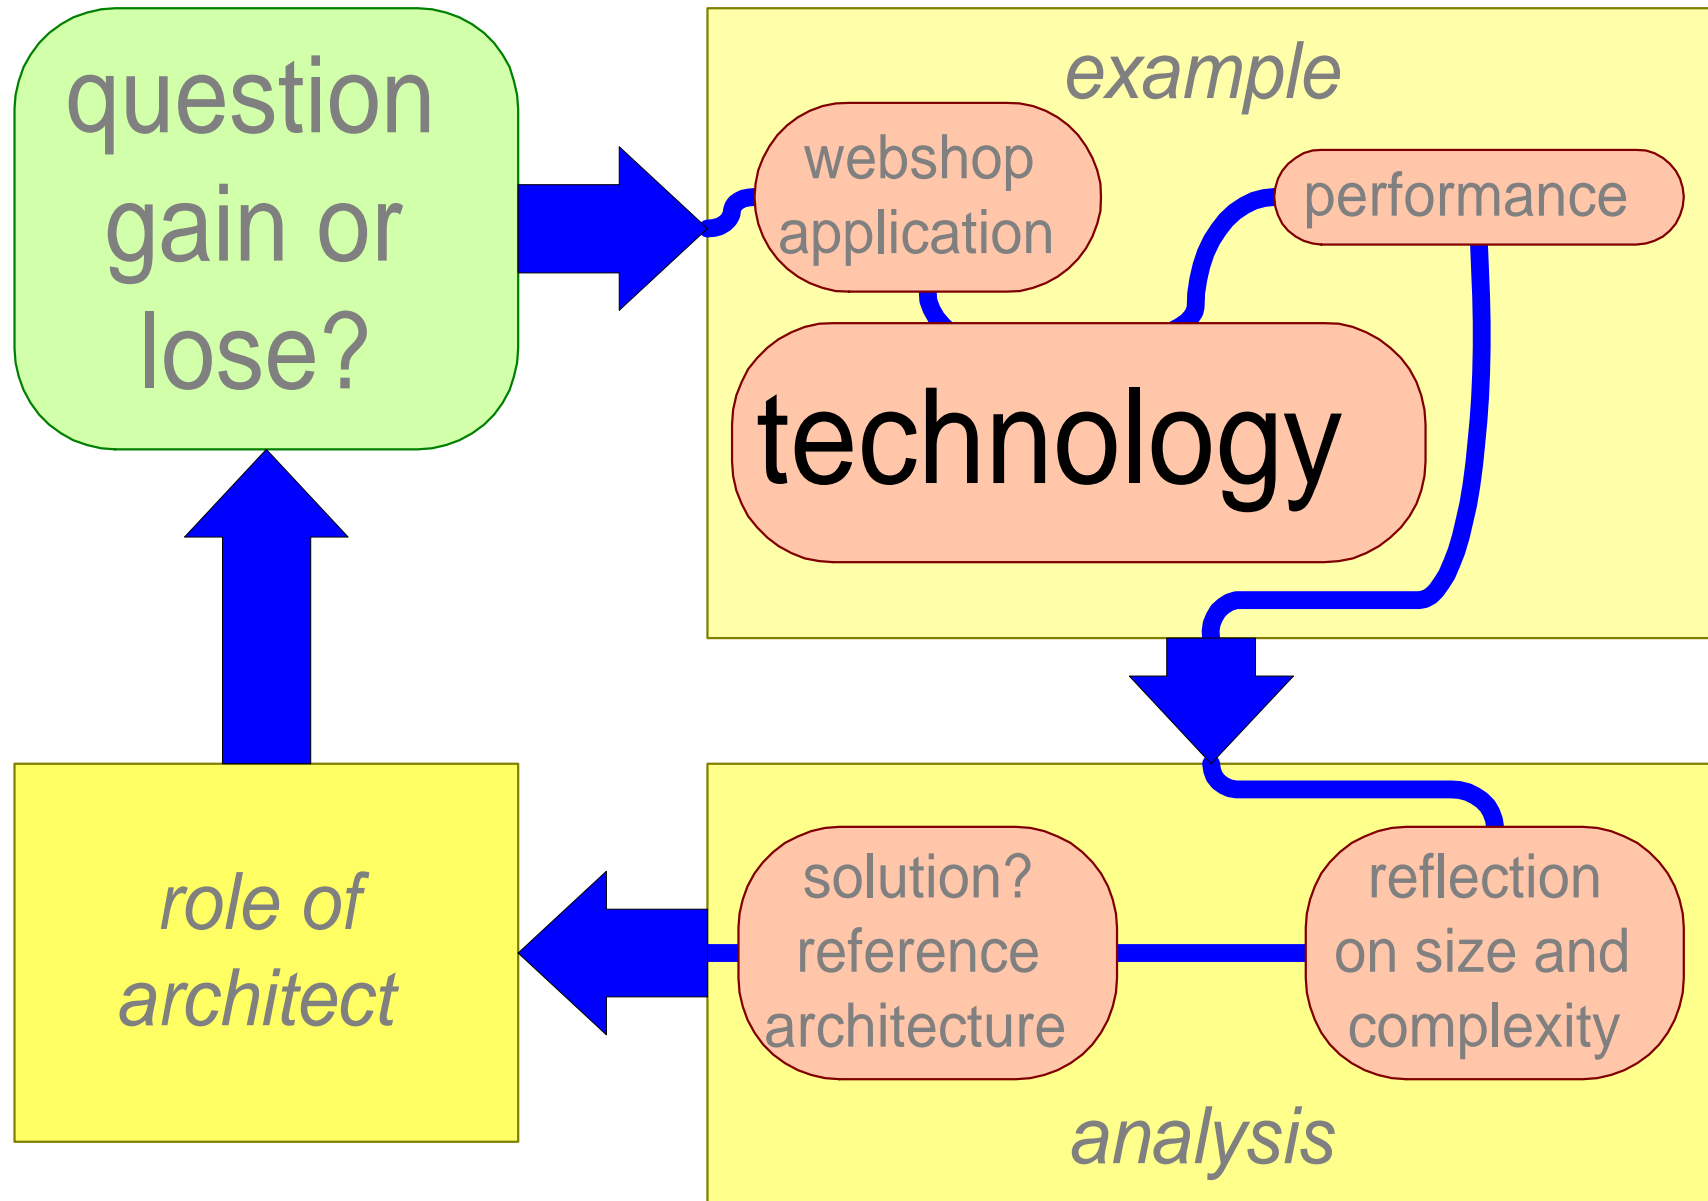 question
gain or
lose?
example
webshop
application
performance
technology
role of
architect
solution?
reference
architecture
reflection
on size and
complexity
analysis